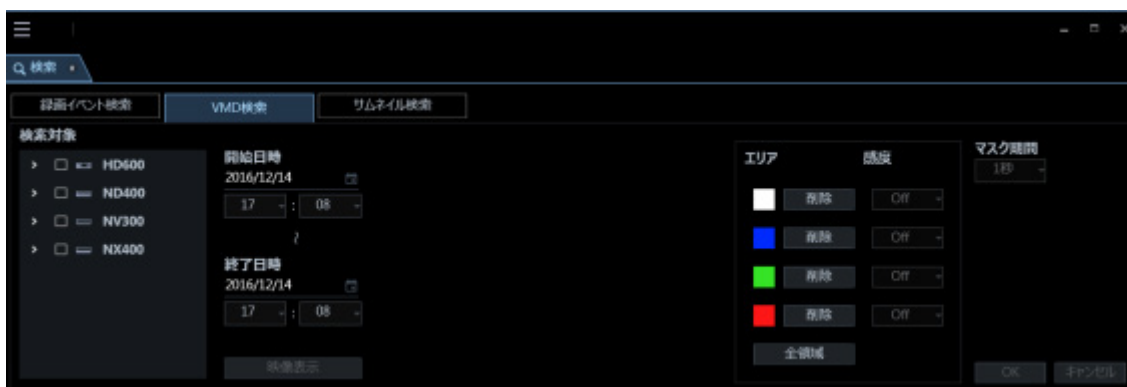 検索
録画イベント検索
VMD検索
サムネイル検索
検索対象
HD600
ND400
NV300
NX400
開始日時
2016/12/14
17 : 08
~
終了日時
2016/12/14
17 : 08
映像表示
エリア 感度
削除 Off
削除 Off
削除 Off
削除 Off
全領域
マスク期間
1秒
OK キャンセル